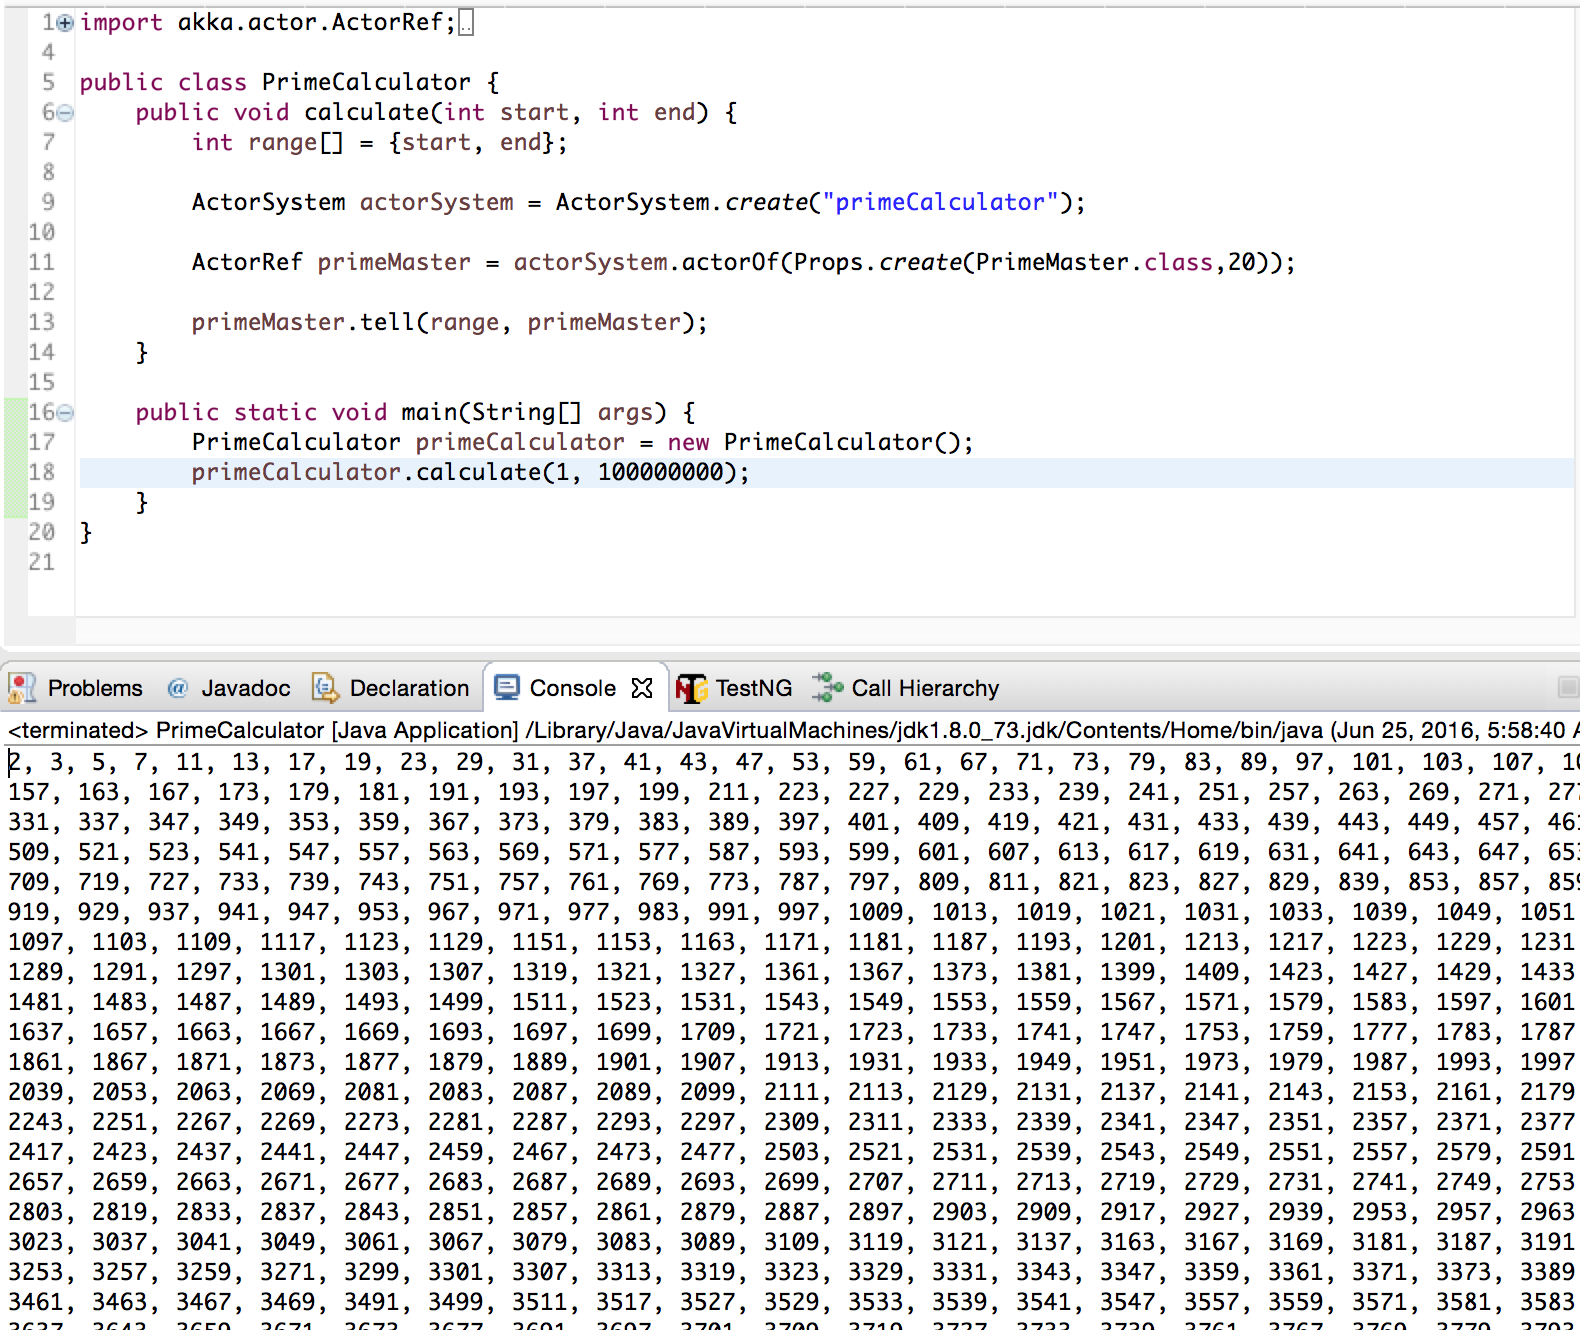 1 import akka.actor.ActorRef;
4
5 public class PrimeCalculator {
6 public void calculate(int start, int end) {
7 int range[] = {start, end};
8
9 ActorSystem actorSystem = ActorSystem.create("primeCalculator");
10
11 ActorRef primeMaster = actorSystem.actorOf(Props.create(PrimeMaster.class,20));
12
13 primeMaster.tell(range, primeMaster);
14 }
15
16 public static void main(String[] args) {
17 PrimeCalculator primeCalculator = new PrimeCalculator();
18 primeCalculator.calculate(1, 100000000);
19 }
20 }
21
Problems Javadoc Declaration Console TestNG Call Hierarchy
<terminated> PrimeCalculator [Java Application] /Library/Java/JavaVirtualMachines/jdk1.8.0_73.jdk/Contents/Home/bin/java (Jun 25, 2016, 5:58:40
2, 3, 5, 7, 11, 13, 17, 19, 23, 29, 31, 37, 41, 43, 47, 53, 59, 61, 67, 71, 73, 79, 83, 89, 97, 101, 103, 107,
157, 163, 167, 173, 179, 181, 191, 193, 197, 199, 211, 223, 227, 229, 233, 239, 241, 251, 257, 263, 269, 271, 277
331, 337, 347, 349, 353, 359, 367, 373, 379, 383, 389, 397, 401, 409, 419, 421, 431, 433, 439, 443, 449, 457, 461
509, 521, 523, 541, 547, 557, 563, 569, 571, 577, 587, 593, 599, 601, 607, 613, 617, 619, 631, 641, 643, 647, 653
709, 719, 727, 733, 739, 743, 751, 757, 761, 769, 773, 787, 797, 809, 811, 821, 823, 827, 829, 839, 853, 857, 859
919, 929, 937, 941, 947, 953, 967, 971, 977, 983, 991, 997, 1009, 1013, 1019, 1021, 1031, 1033, 1039, 1049, 1051
1097, 1103, 1109, 1117, 1123, 1129, 1151, 1153, 1163, 1171, 1181, 1187, 1193, 1201, 1213, 1217, 1223, 1229, 1231
1289, 1291, 1297, 1301, 1303, 1307, 1319, 1321, 1327, 1361, 1367, 1373, 1381, 1399, 1409, 1423, 1427, 1429, 1433
1481, 1483, 1487, 1489, 1493, 1499, 1511, 1523, 1531, 1543, 1549, 1553, 1559, 1567, 1571, 1579, 1583, 1597, 1601
1637, 1657, 1663, 1667, 1669, 1693, 1697, 1699, 1709, 1721, 1723, 1733, 1741, 1747, 1753, 1759, 1777, 1783, 1787
1861, 1867, 1871, 1873, 1877, 1879, 1889, 1901, 1907, 1913, 1931, 1933, 1949, 1951, 1973, 1979, 1987, 1993, 1997
2039, 2053, 2063, 2069, 2081, 2083, 2087, 2089, 2099, 2111, 2113, 2129, 2131, 2137, 2141, 2143, 2153, 2161, 2179
2243, 2251, 2267, 2269, 2273, 2281, 2287, 2293, 2297, 2309, 2311, 2333, 2339, 2341, 2347, 2351, 2357, 2371, 2377
2417, 2423, 2437, 2441, 2447, 2459, 2467, 2473, 2477, 2503, 2521, 2531, 2539, 2543, 2549, 2551, 2557, 2579, 2591
2657, 2659, 2663, 2671, 2677, 2683, 2687, 2689, 2693, 2699, 2707, 2711, 2713, 2719, 2729, 2731, 2741, 2749, 2753
2803, 2819, 2833, 2837, 2843, 2851, 2857, 2861, 2879, 2887, 2897, 2903, 2909, 2917, 2927, 2939, 2953, 2957, 2963
3023, 3037, 3041, 3049, 3061, 3067, 3079, 3083, 3089, 3109, 3119, 3121, 3137, 3163, 3167, 3169, 3181, 3187, 3191
3253, 3257, 3259, 3271, 3299, 3301, 3307, 3313, 3319, 3323, 3329, 3331, 3343, 3347, 3359, 3361, 3371, 3373, 3389
3461, 3463, 3467, 3469, 3491, 3499, 3511, 3517, 3527, 3529, 3533, 3539, 3541, 3547, 3557, 3559, 3571, 3581, 3583